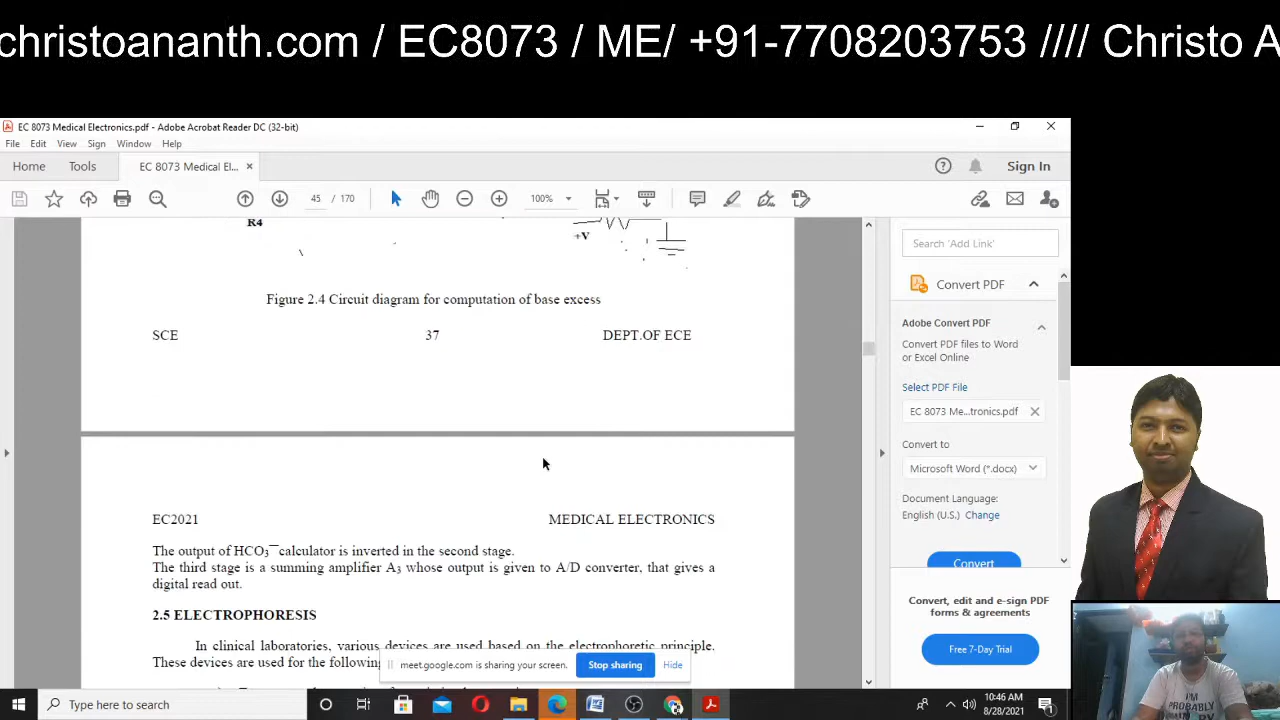 christoananth.com / EC8073 / ME/ +91-7708203753 //// Christo A
EC 8073 Medical Electronics.pdf - Adobe Acrobat Reader DC (32-bit)
File Edit View Sign Window Help
Home Tools EC 8073 Medical El... × Sign In
45 / 170 100%
R4
+V
Figure 2.4 Circuit diagram for computation of base excess
SCE 37 DEPT.OF ECE
EC2021 MEDICAL ELECTRONICS
The output of HCO₃⁻ calculator is inverted in the second stage.
The third stage is a summing amplifier A₃ whose output is given to A/D converter, that gives a
digital read out.
2.5 ELECTROPHORESIS
In clinical laboratories, various devices are used based on the electrophoretic principle.
These devices are used for the following
meet.google.com is sharing your screen. Stop sharing Hide
Search 'Add Link'
Convert PDF
Adobe Convert PDF
Convert PDF files to Word
or Excel Online
Select PDF File
EC 8073 Me...tronics.pdf
Convert to
Microsoft Word (*.docx)
Document Language:
English (U.S.) Change
Convert
Convert, edit and e-sign PDF
forms & agreements
Free 7-Day Trial
I'M
PROBABLY
Type here to search
10:46 AM
8/28/2021
1